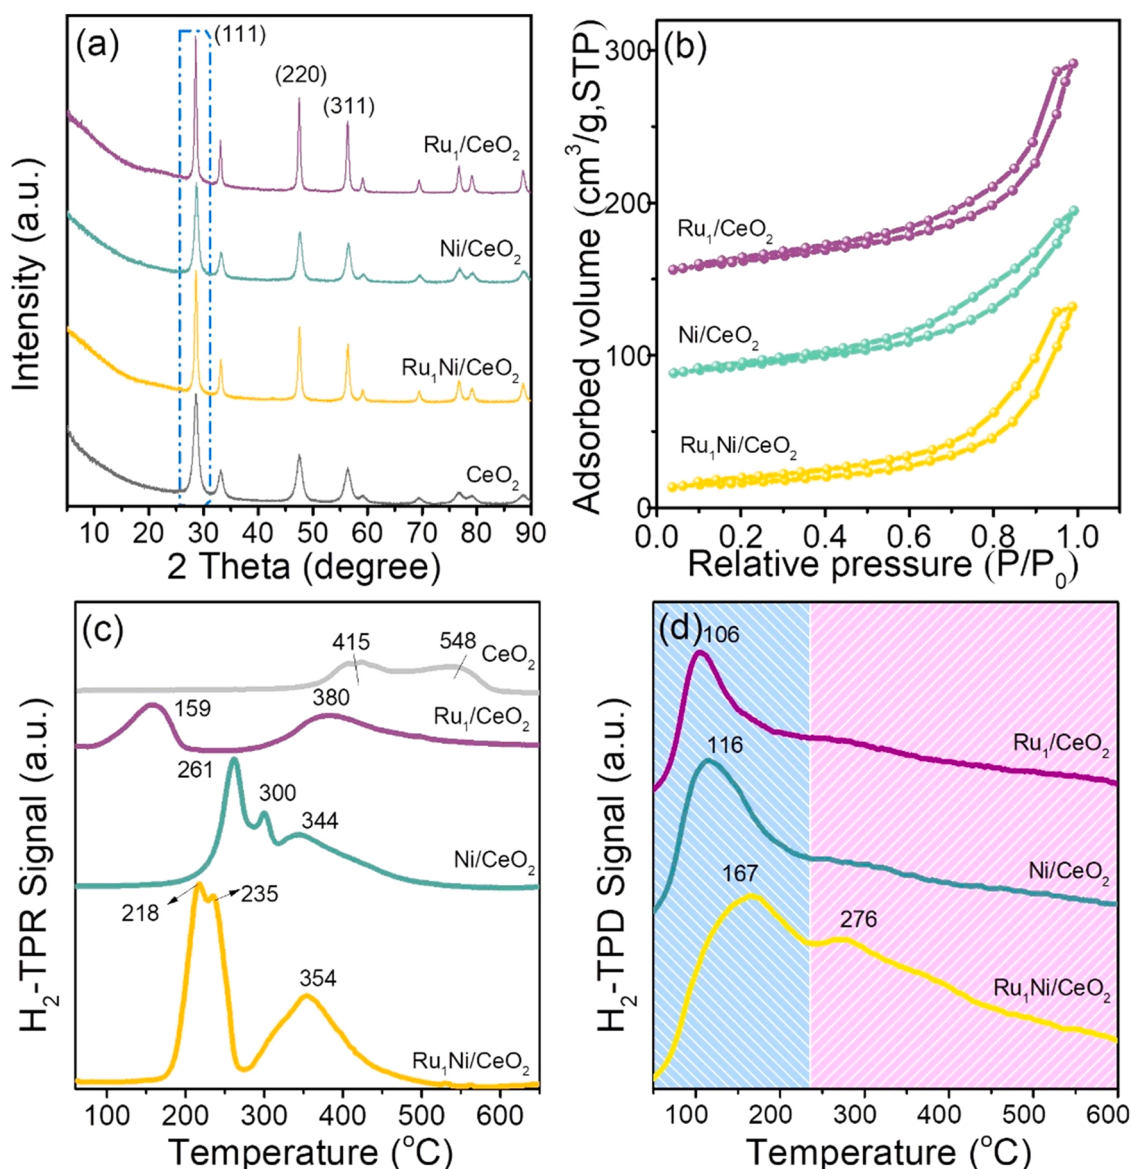 (a)
(111)
(220)
(311)
Ru₁/CeO₂
Ni/CeO₂
Ru₁Ni/CeO₂
CeO₂
Intensity (a.u.)
10 20 30 40 50 60 70 80 90
2 Theta (degree)
(b)
300
200
100
0
Ru₁/CeO₂
Ni/CeO₂
Ru₁Ni/CeO₂
Adsorbed volume (cm³/g,STP)
0.0 0.2 0.4 0.6 0.8 1.0
Relative pressure (P/P₀)
(c)
415 548
CeO₂
159 380
Ru₁/CeO₂
261
300
344
Ni/CeO₂
218 235
354
Ru₁Ni/CeO₂
H₂-TPR Signal (a.u.)
100 200 300 400 500 600
Temperature (°C)
(d)
106
Ru₁/CeO₂
116
Ni/CeO₂
167
276
Ru₁Ni/CeO₂
H₂-TPD Signal (a.u.)
100 200 300 400 500 600
Temperature (°C)